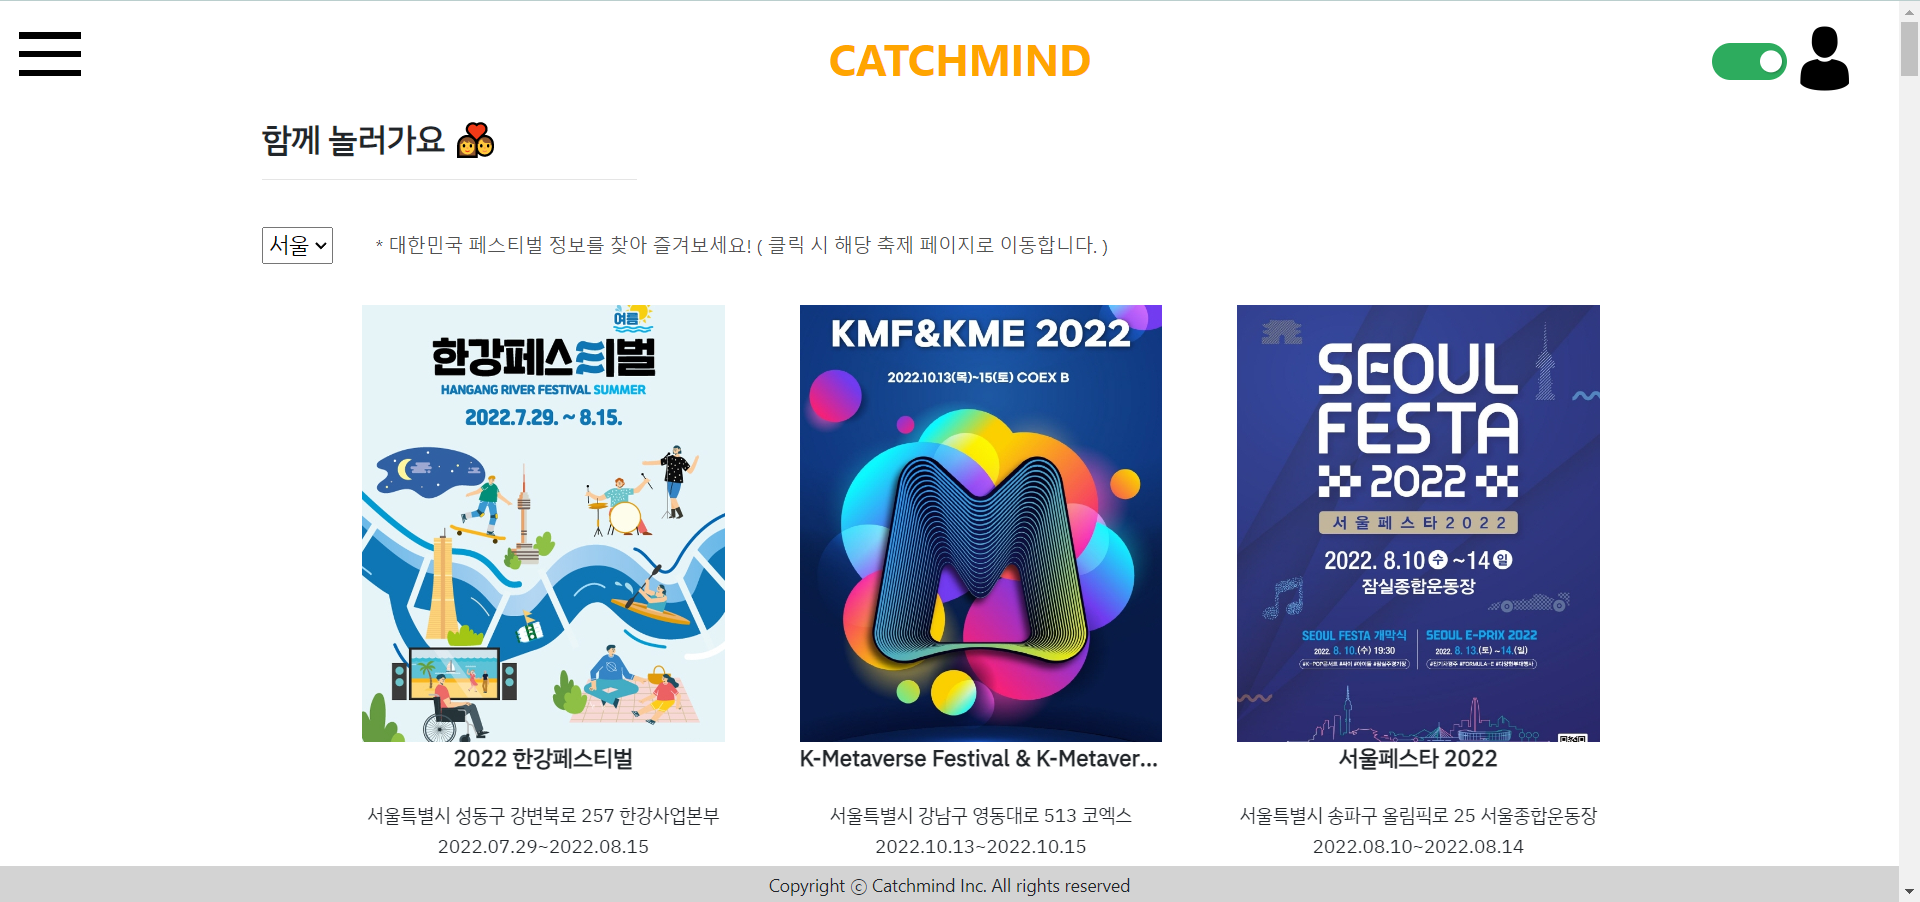 CATCHMIND
함께 놀러가요
서울
* 대한민국 페스티벌 정보를 찾아 즐겨보세요! ( 클릭 시 해당 축제 페이지로 이동합니다. )
여름
한강페스티벌
HANGANG RIVER FESTIVAL SUMMER
2022.7.29. ~ 8.15.
2022 한강페스티벌
서울특별시 성동구 강변북로 257 한강사업본부
2022.07.29~2022.08.15
KMF&KME 2022
2022.10.13(목)~15(토) COEX B
K-Metaverse Festival & K-Metaver...
서울특별시 강남구 영동대로 513 코엑스
2022.10.13~2022.10.15
SEOUL
FESTA
2022
서울페스타2022
2022. 8.10 수 ~14 일
잠실종합운동장
SEOUL FESTA 개막식
2022. 8. 10.(수) 19:30
SEOUL E-PRIX 2022
2022. 8. 13.(토) ~ 14.(일)
서울페스타 2022
서울특별시 송파구 올림픽로 25 서울종합운동장
2022.08.10~2022.08.14
Copyright ⓒ Catchmind Inc. All rights reserved